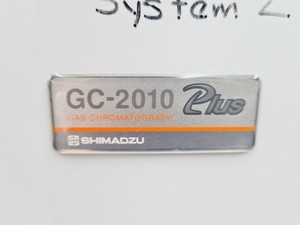 System 2.
GC-2010 Plus
GAS CHROMATOGRAPH
SHIMADZU